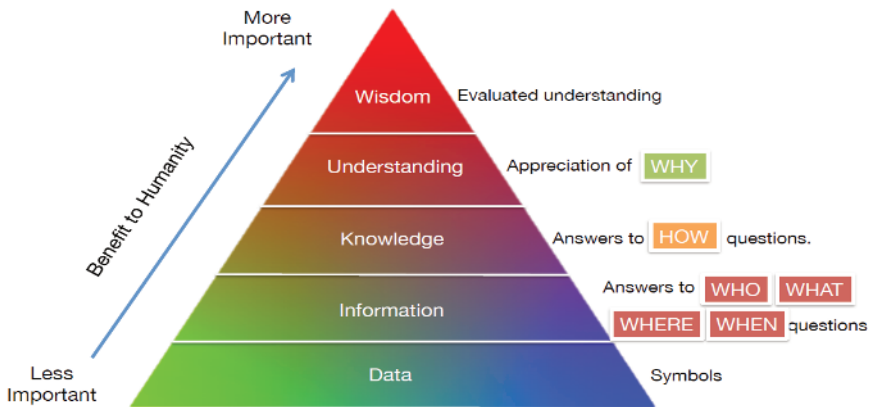 More
Important
Wisdom Evaluated understanding
Understanding Appreciation of WHY
Benefit to Humanity
Knowledge Answers to HOW questions.
Answers to WHO WHAT
Information
WHERE WHEN questions
Less
Important
Data Symbols